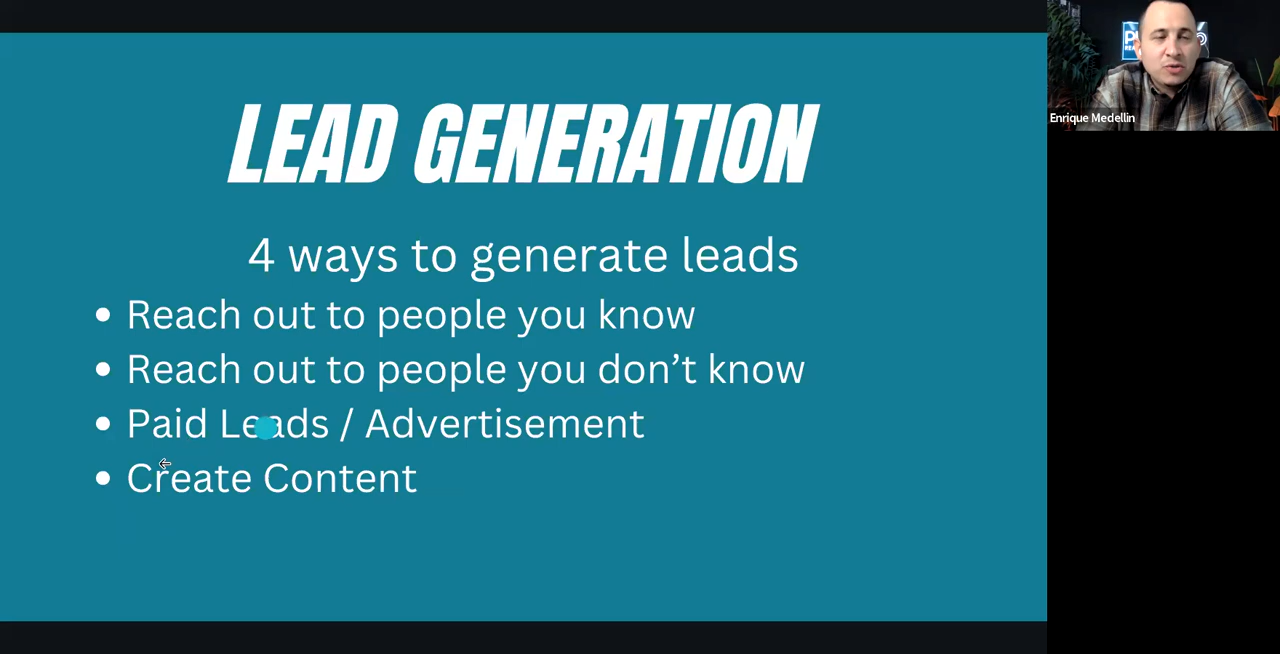 LEAD GENERATION
4 ways to generate leads
• Reach out to people you know
• Reach out to people you don’t know
• Paid Leads / Advertisement
• Create Content
Enrique Medellin